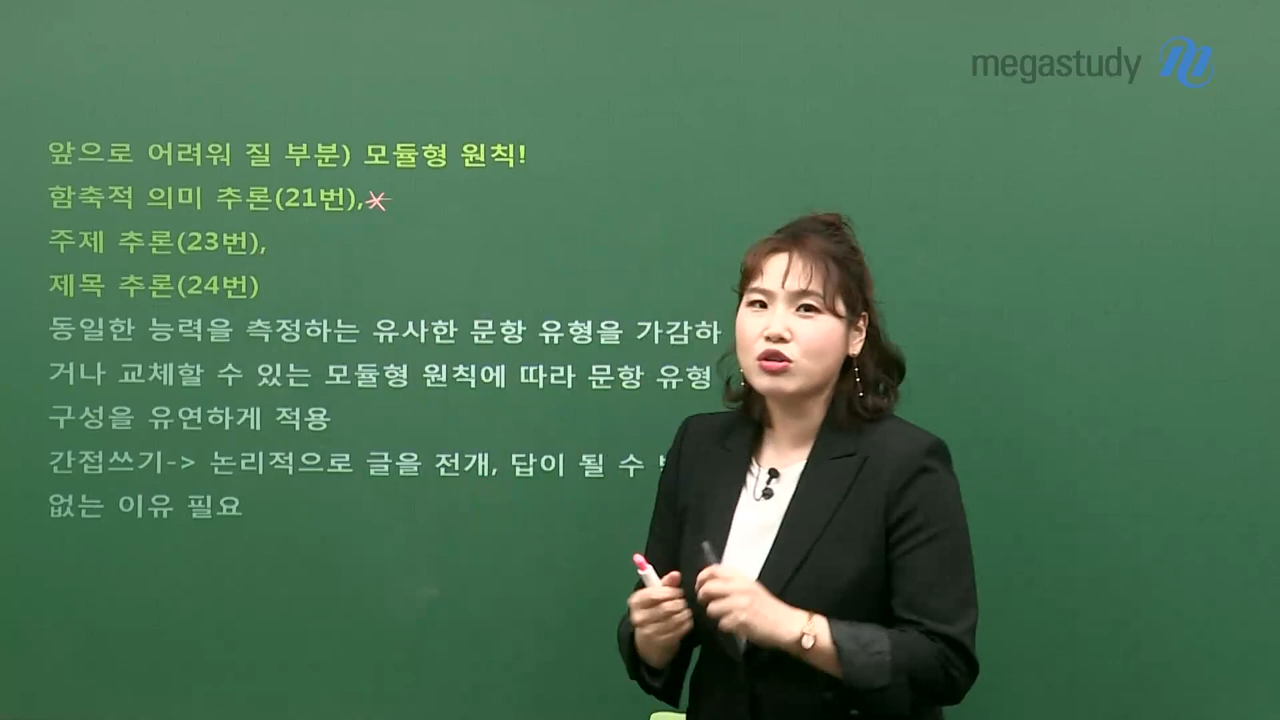 megastudy
앞으로 어려워 질 부분) 모듈형 원칙!
함축적 의미 추론(21번),
주제 추론(23번),
제목 추론(24번)
동일한 능력을 측정하는 유사한 문항 유형을 가감하
거나 교체할 수 있는 모듈형 원칙에 따라 문항 유형
구성을 유연하게 적용
간접쓰기-> 논리적으로 글을 전개, 답이 될 수
없는 이유 필요